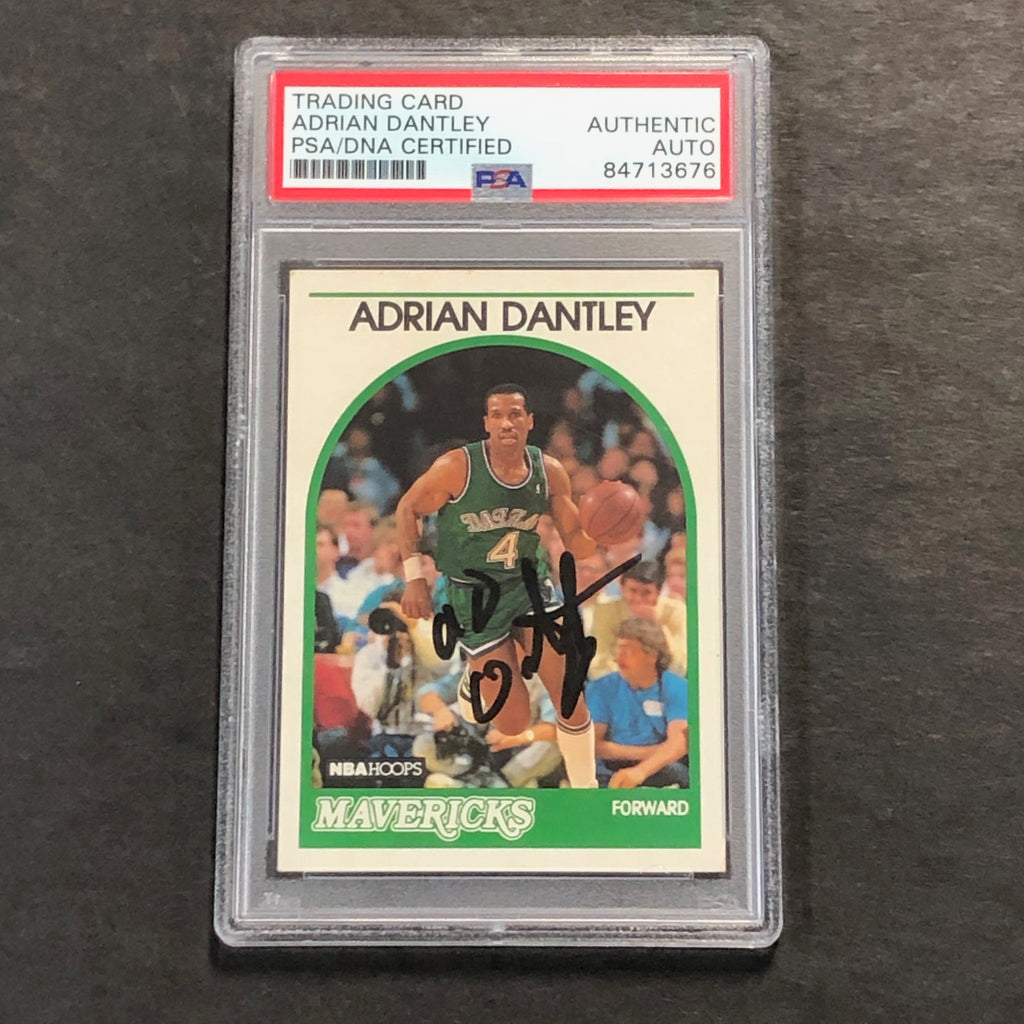 TRADING CARD
ADRIAN DANTLEY
PSA/DNA CERTIFIED
AUTHENTIC
AUTO
84713676
PSA
ADRIAN DANTLEY
4
NBA HOOPS
MAVERICKS
FORWARD